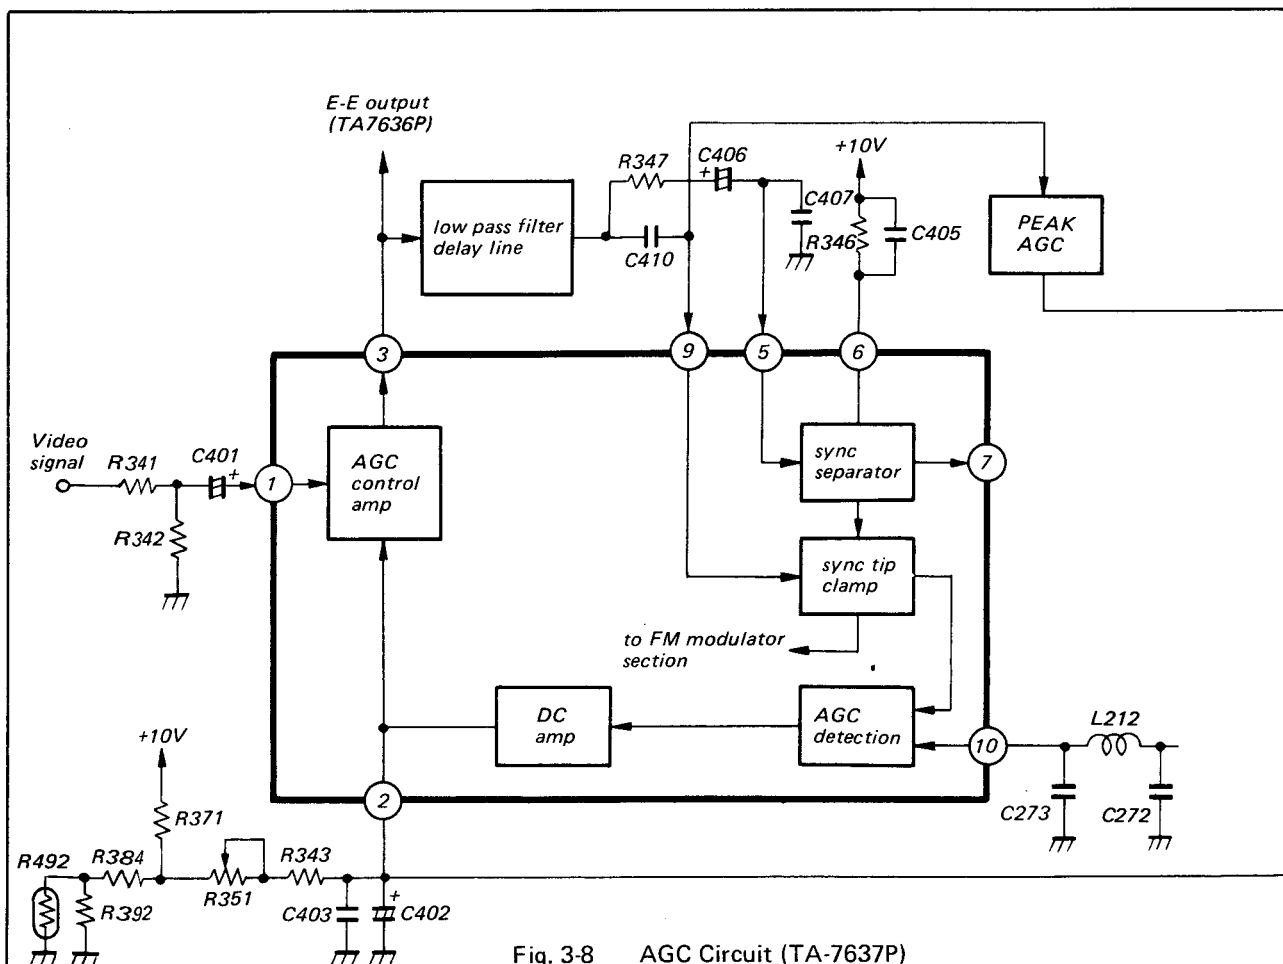 E-E output
(TA7636P)
R347
C406
+
+10V
C407
R346
C405
low pass filter
delay line
C410
PEAK
AGC
3
9
5
6
Video
signal
R341
C401
+
1
R342
AGC
control
amp
sync
separator
7
sync tip
clamp
to FM modulator
section
DC
amp
AGC
detection
10
L212
C273
C272
+10V
2
R371
R492
R384
R351
R343
R392
C403
+
C402
Fig. 3-8 AGC Circuit (TA-7637P)